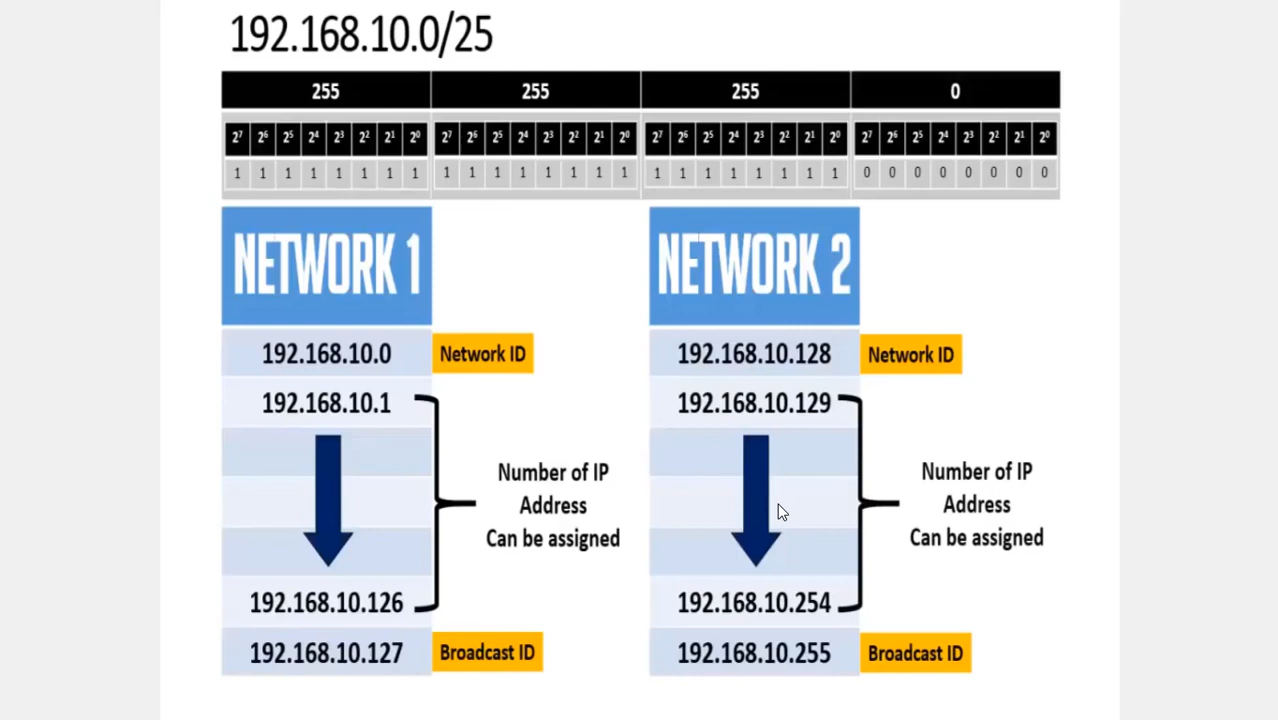 192.168.10.0/25
255 255 255 0
2⁷ 2⁶ 2⁵ 2⁴ 2³ 2² 2¹ 2⁰ 2⁷ 2⁶ 2⁵ 2⁴ 2³ 2² 2¹ 2⁰ 2⁷ 2⁶ 2⁵ 2⁴ 2³ 2² 2¹ 2⁰ 2⁷ 2⁶ 2⁵ 2⁴ 2³ 2² 2¹ 2⁰
1 1 1 1 1 1 1 1 1 1 1 1 1 1 1 1 1 1 1 1 1 1 1 1 0 0 0 0 0 0 0 0
NETWORK 1
192.168.10.0
Network ID
192.168.10.1
Number of IP
Address
Can be assigned
192.168.10.126
192.168.10.127
Broadcast ID
NETWORK 2
192.168.10.128
Network ID
192.168.10.129
Number of IP
Address
Can be assigned
192.168.10.254
192.168.10.255
Broadcast ID